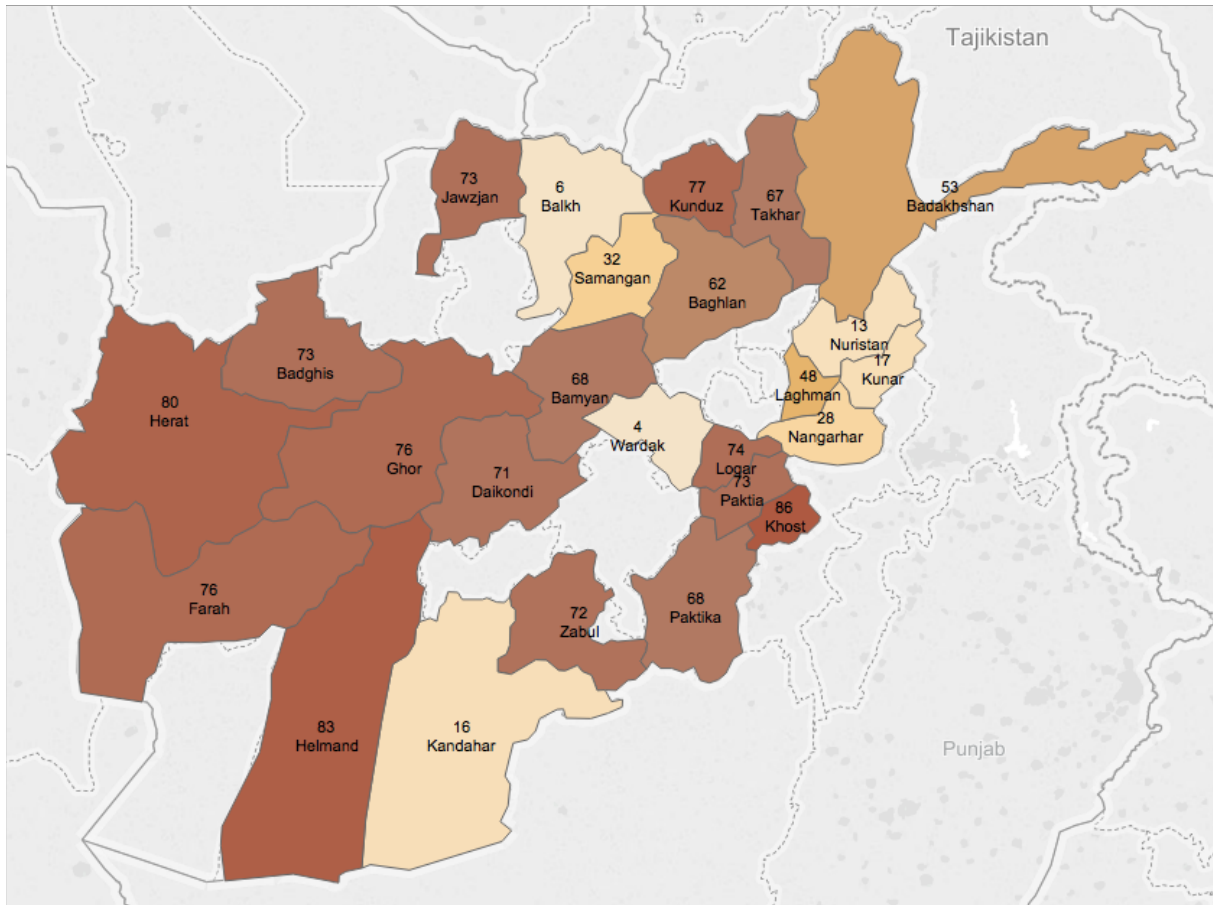 Tajikistan
73
Jawzjan
6
Balkh
77
Kunduz
67
Takhar
53
Badakhshan
32
Samangan
62
Baghlan
13
Nuristan
17
Kunar
73
Badghis
68
Bamyan
48
Laghman
80
Herat
28
Nangarhar
4
Wardak
76
Ghor
71
Daikondi
74
Logar
73
Paktia
86
Khost
76
Farah
72
Zabul
68
Paktika
83
Helmand
16
Kandahar
Punjab